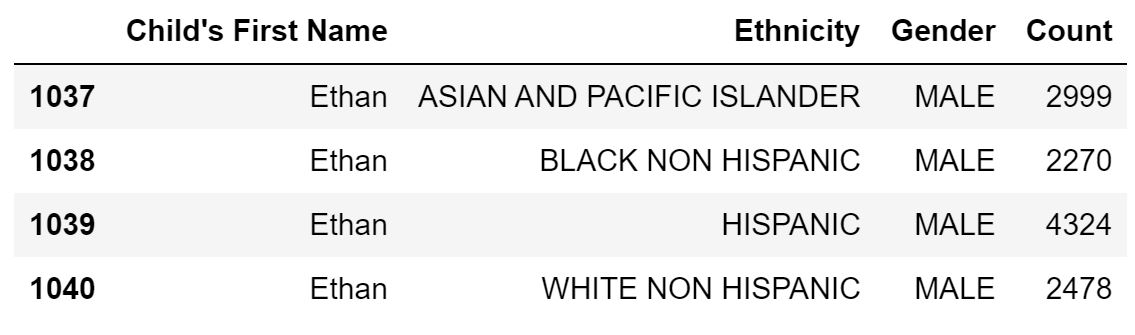 Child's First Name Ethnicity Gender Count
1037 Ethan ASIAN AND PACIFIC ISLANDER MALE 2999
1038 Ethan BLACK NON HISPANIC MALE 2270
1039 Ethan HISPANIC MALE 4324
1040 Ethan WHITE NON HISPANIC MALE 2478